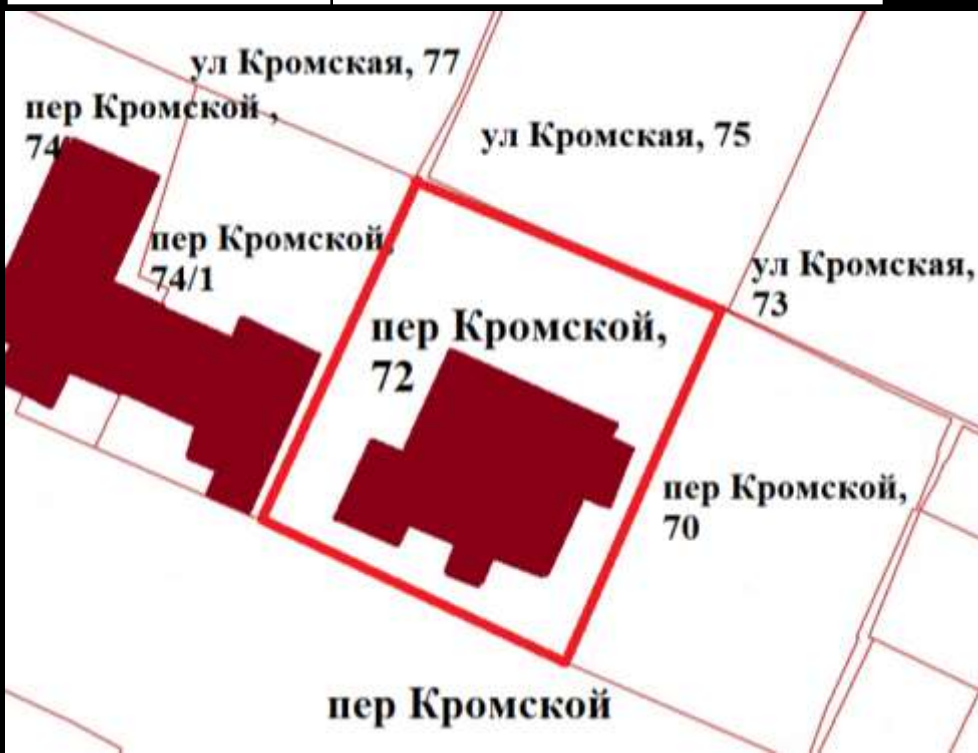 ул Кромская, 77
пер Кромской ,
74
ул Кромская, 75
пер Кромской,
74/1
ул Кромская,
73
пер Кромской,
72
пер Кромской,
70
пер Кромской